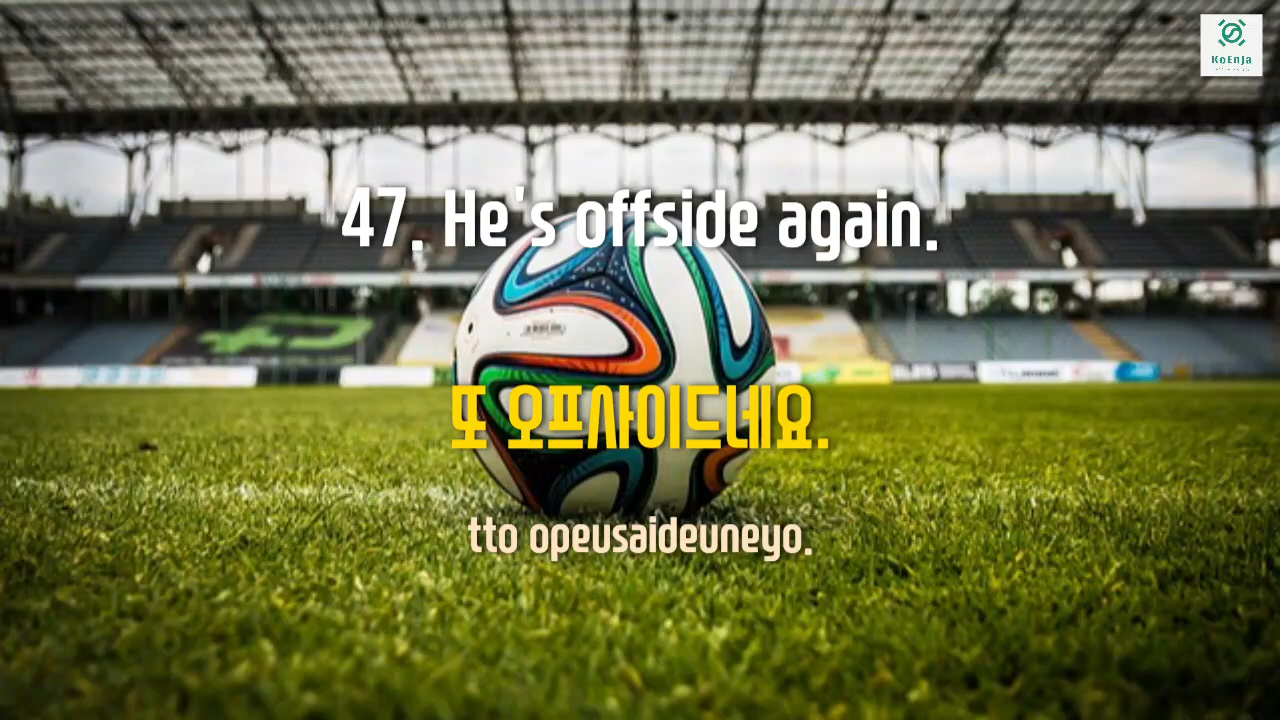 KoEnJa
47. He's offside again.
또 오프사이드네요.
tto opeusaideuneyo.